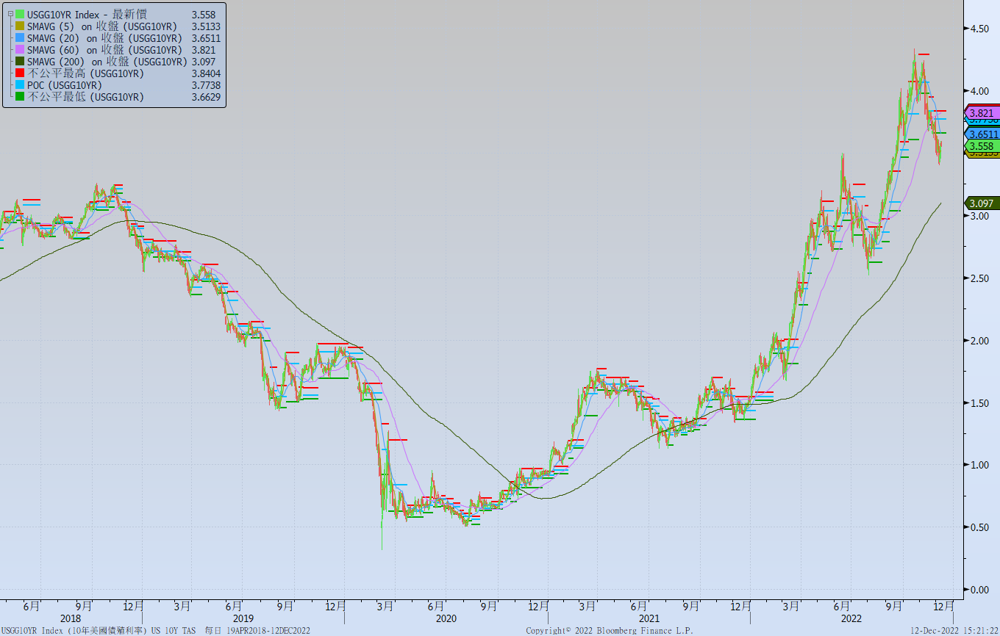 USGG10YR Index - 最新價 3.558
SMAVG (5) on 收盤 (USGG10YR) 3.5133
SMAVG (20) on 收盤 (USGG10YR) 3.6511
SMAVG (60) on 收盤 (USGG10YR) 3.821
SMAVG (200) on 收盤 (USGG10YR) 3.097
不公平最高 (USGG10YR) 3.8404
POC (USGG10YR) 3.7738
不公平最低 (USGG10YR) 3.6629
4.50
4.00
3.821
3.7738
3.6511
3.558
3.5133
3.097
3.00
2.50
2.00
1.50
1.00
0.50
0.00
6月 9月 12月 3月 6月 9月 12月 3月 6月 9月 12月 3月 6月 9月 12月 3月 6月 9月 12月
2018 2019 2020 2021 2022
USGG10YR Index (10年美國債殖利率) US 10Y TAS 每日 19APR2018-12DEC2022 Copyright© 2022 Bloomberg Finance L.P. 12-Dec-2022 15:21:22